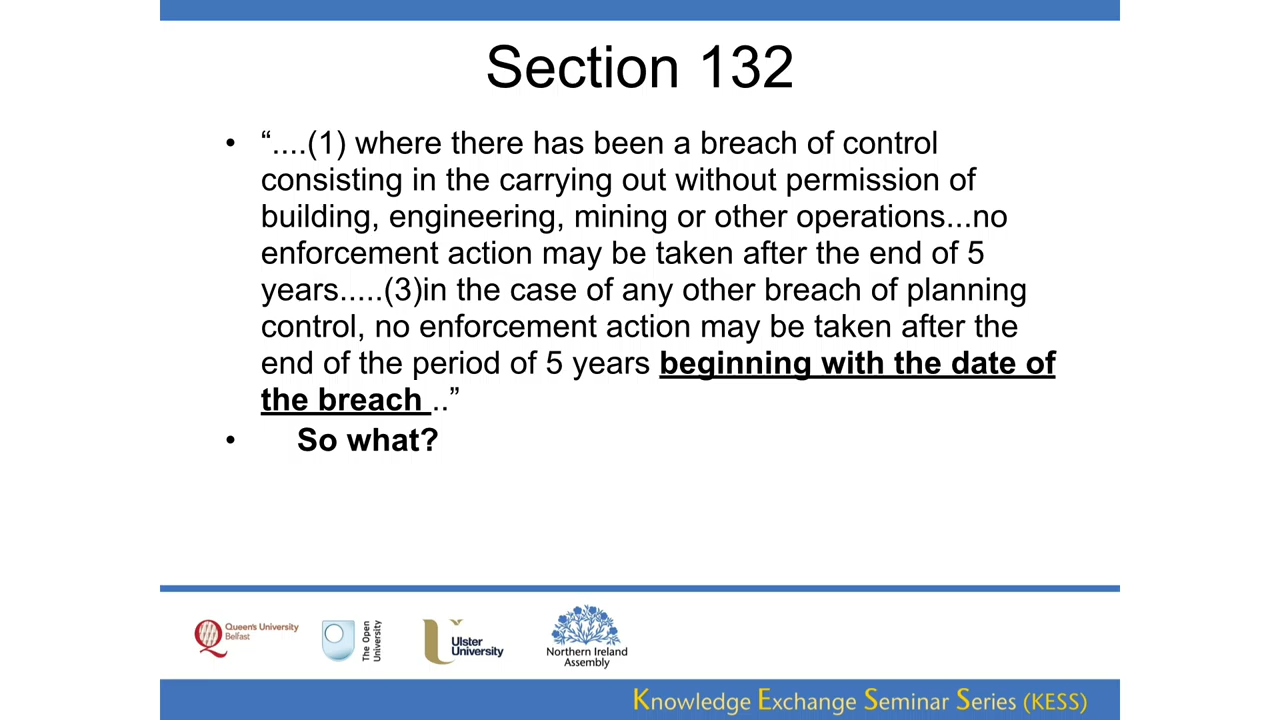 Section 132
• “....(1) where there has been a breach of control
consisting in the carrying out without permission of
building, engineering, mining or other operations...no
enforcement action may be taken after the end of 5
years.....(3)in the case of any other breach of planning
control, no enforcement action may be taken after the
end of the period of 5 years beginning with the date of
the breach ..”
• So what?
Queen's University
Belfast
The Open
University
Ulster
University
Northern Ireland
Assembly
Knowledge Exchange Seminar Series (KESS)